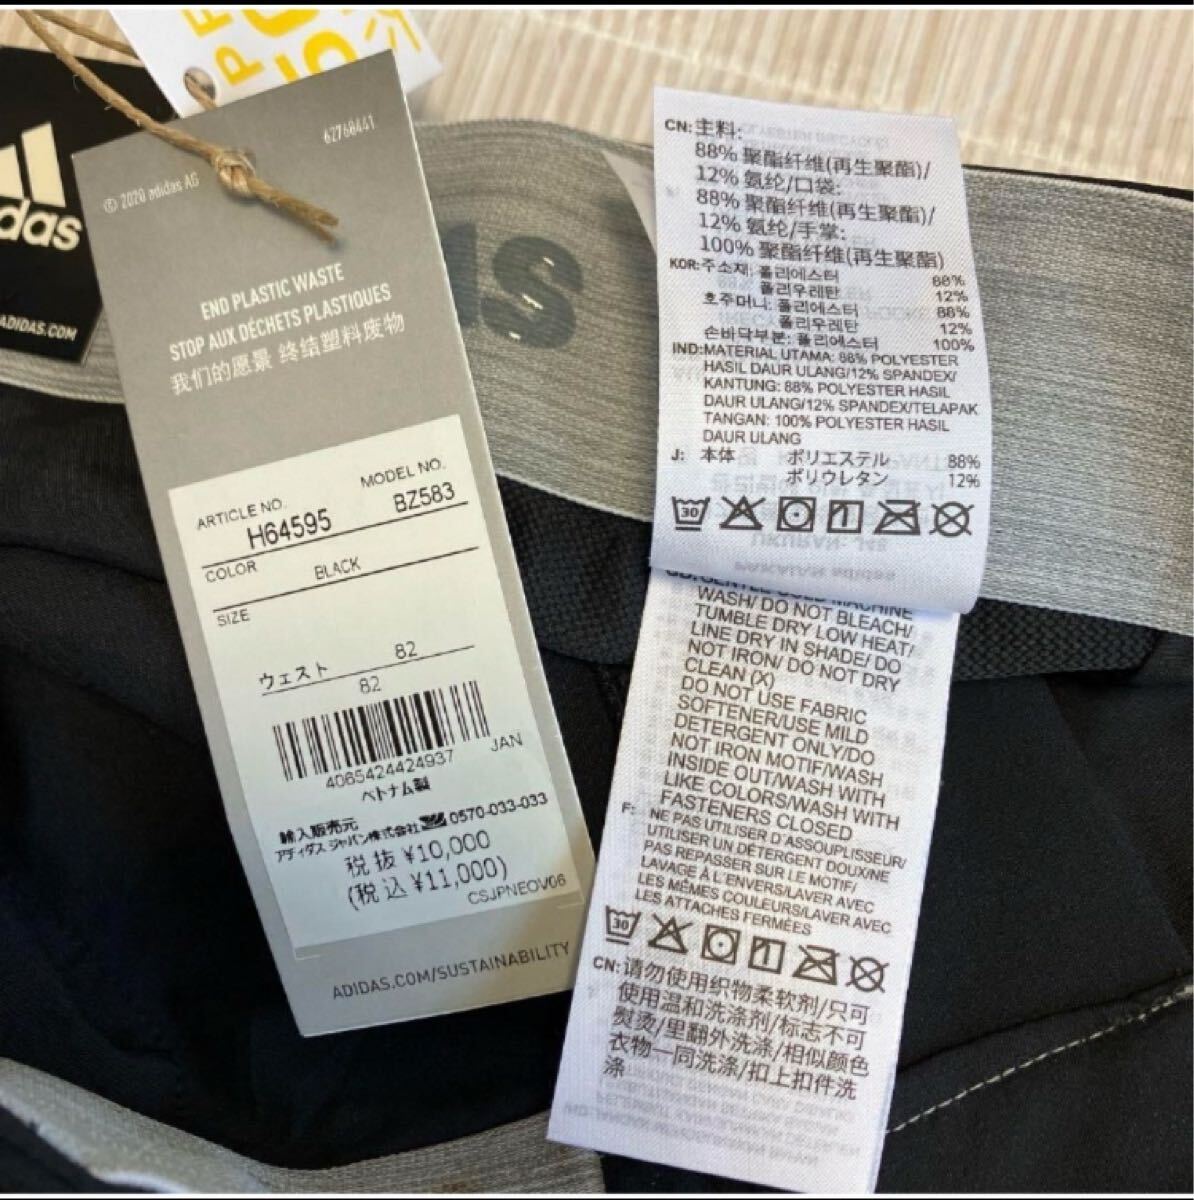 das
ADIDAS.COM
62768441
© 2020 adidas AG
END PLASTIC WASTE
STOP AUX DÉCHETS PLASTIQUES
我们的愿景 终结塑料废物
ARTICLE NO.
MODEL NO.
H64595
BZ583
COLOR
BLACK
SIZE
ウェスト 82
82
4065424424937
JAN
ベトナム製
輸入販売元
アディダス ジャパン株式会社 0570-033-033
税抜 ¥10,000
(税込 ¥11,000)
CSJPNEOV06
ADIDAS.COM/SUSTAINABILITY
CN: 主料:
88% 聚酯纤维(再生聚酯)/
12% 氨纶/口袋:
88% 聚酯纤维(再生聚酯)/
12% 氨纶/手掌:
100% 聚酯纤维(再生聚酯)
KOR: 주소재: 폴리에스터 88%
폴리우레탄 12%
호주머니: 폴리에스터 88%
폴리우레탄 12%
손바닥부분: 폴리에스터 100%
IND: MATERIAL UTAMA: 88% POLYESTER
HASIL DAUR ULANG/12% SPANDEX/
KANTUNG: 88% POLYESTER HASIL
DAUR ULANG/12% SPANDEX/TELAPAK
TANGAN: 100% POLYESTER HASIL
DAUR ULANG
J: 本体 ポリエステル 88%
ポリウレタン 12%
30
GENTLE COLD MACHINE
WASH/ DO NOT BLEACH/
TUMBLE DRY LOW HEAT/
LINE DRY IN SHADE/ DO
NOT IRON/ DO NOT DRY
CLEAN (X)
DO NOT USE FABRIC
SOFTENER/USE MILD
DETERGENT ONLY/DO
NOT IRON MOTIF/WASH
INSIDE OUT/WASH WITH
LIKE COLORS/WASH WITH
FASTENERS CLOSED
F: NE PAS UTILISER D'ASSOUPLISSEUR/
UTILISER UN DÉTERGENT DOUX/NE
PAS REPASSER SUR LE MOTIF/
LAVAGE À L'ENVERS/LAVER AVEC
LES MÊMES COULEURS/LAVER AVEC
LES ATTACHES FERMÉES
30
CN: 请勿使用织物柔软剂/只可
使用温和洗涤剂/标志不可
熨烫/里翻外洗涤/相似颜色
衣物一同洗涤/扣上扣件洗
涤